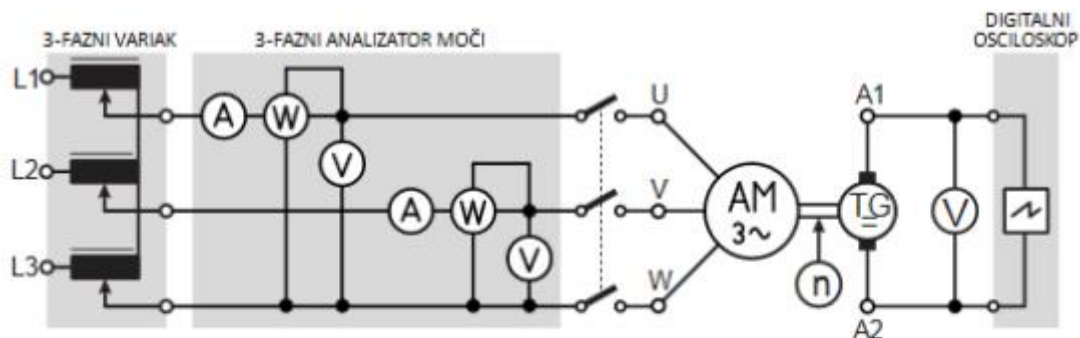 3-FAZNI VARIAK
3-FAZNI ANALIZATOR MOČI
DIGITALNI
OSCILOSKOP
L1
A
W
V
U
A1
L2
A
W
V
V
AM
3~
TG
V
L3
W
n
A2